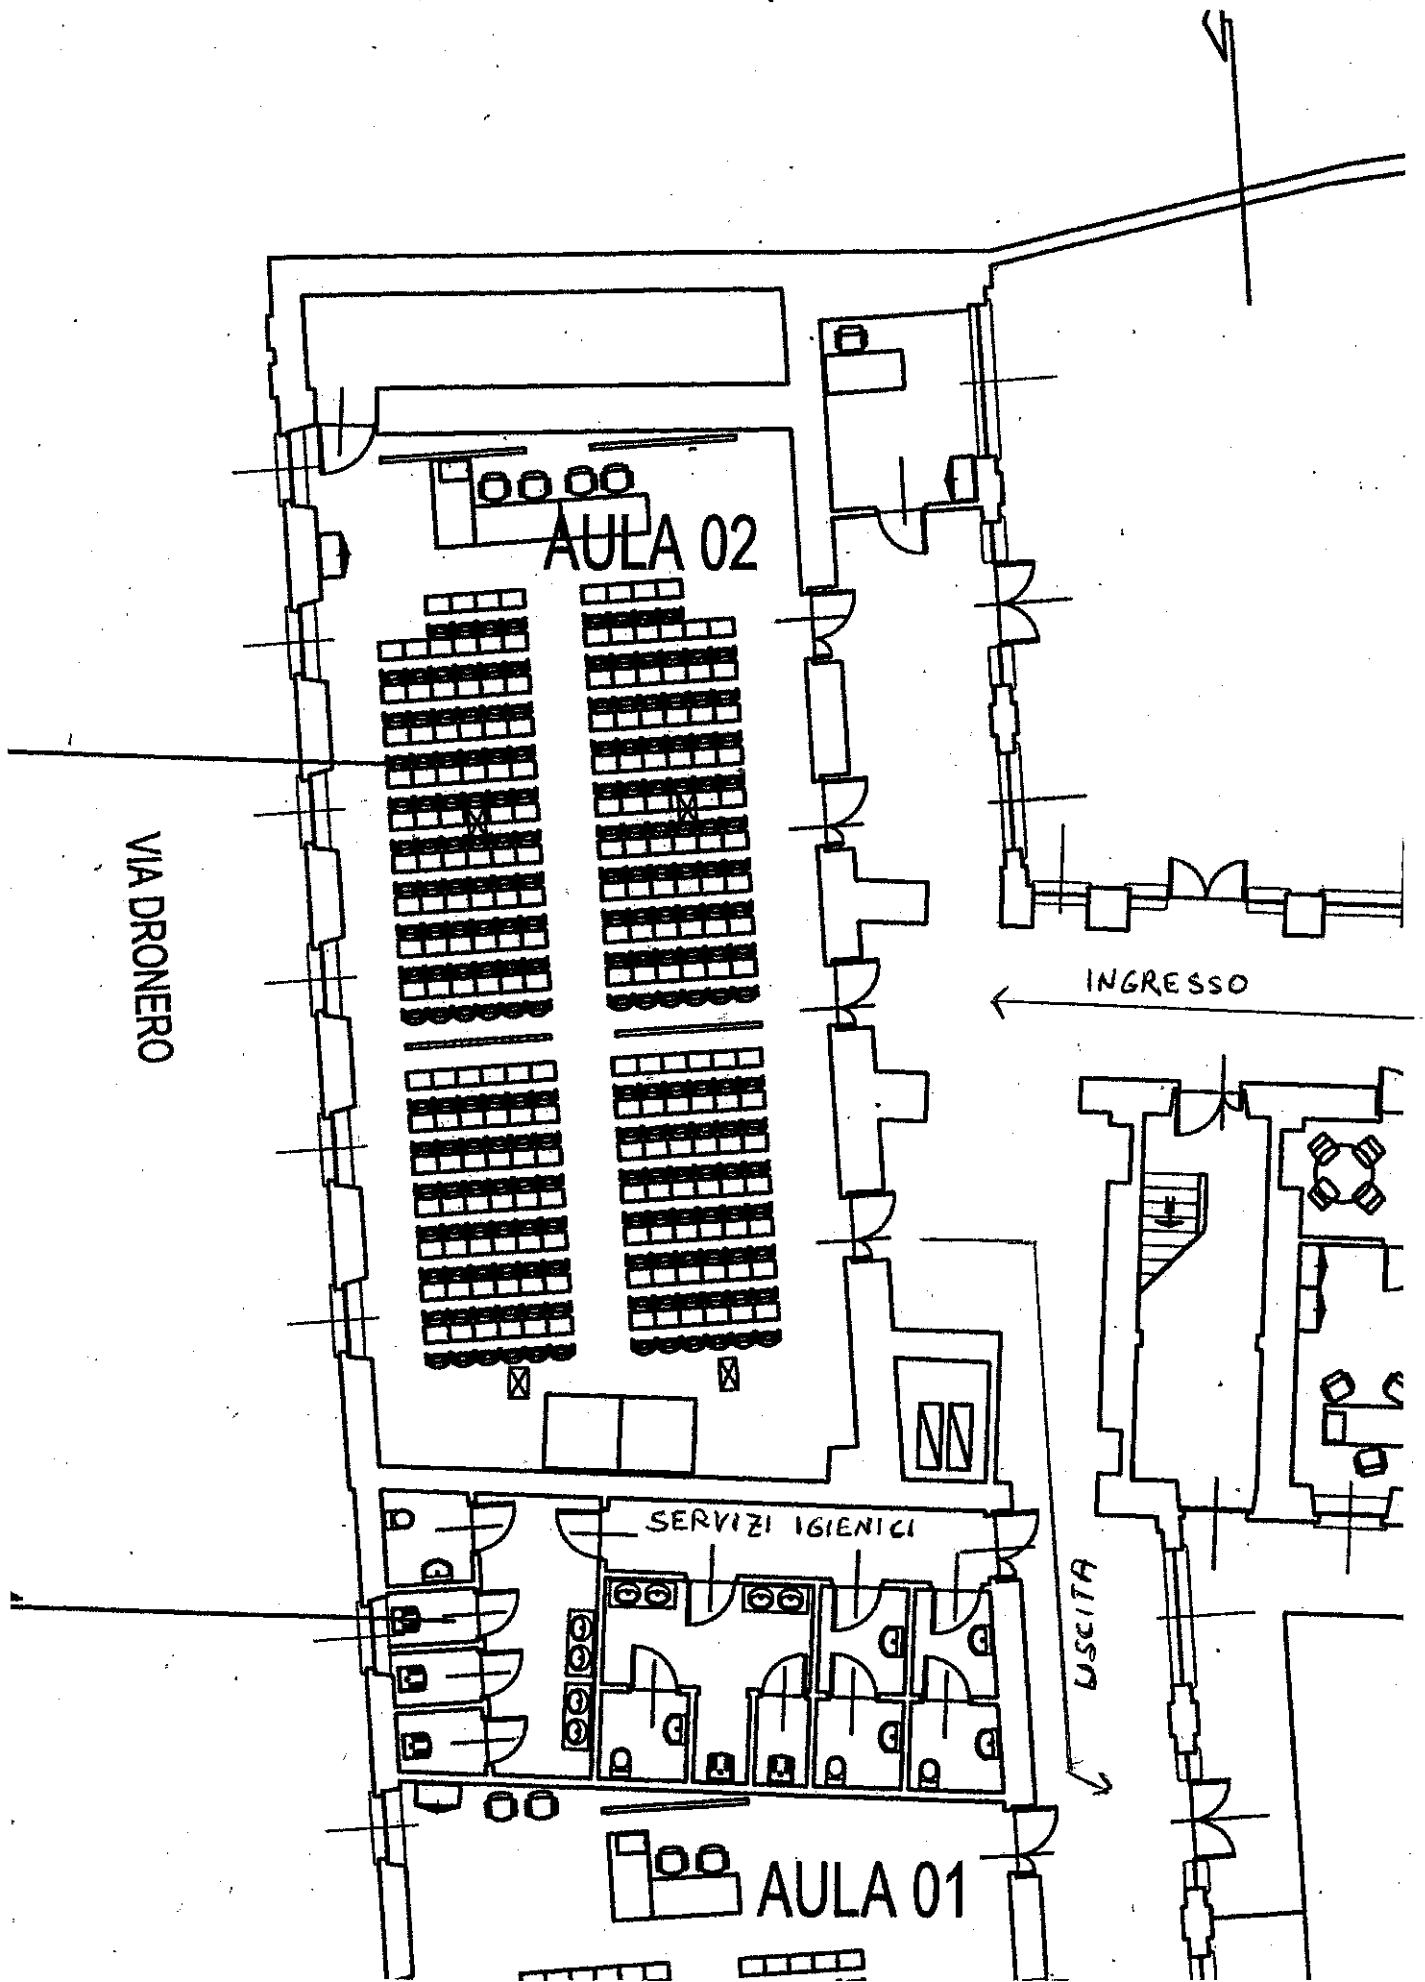 AULA 02
VIA DRONERO
INGRESSO
SERVIZI IGIENICI
USCITA
AULA 01